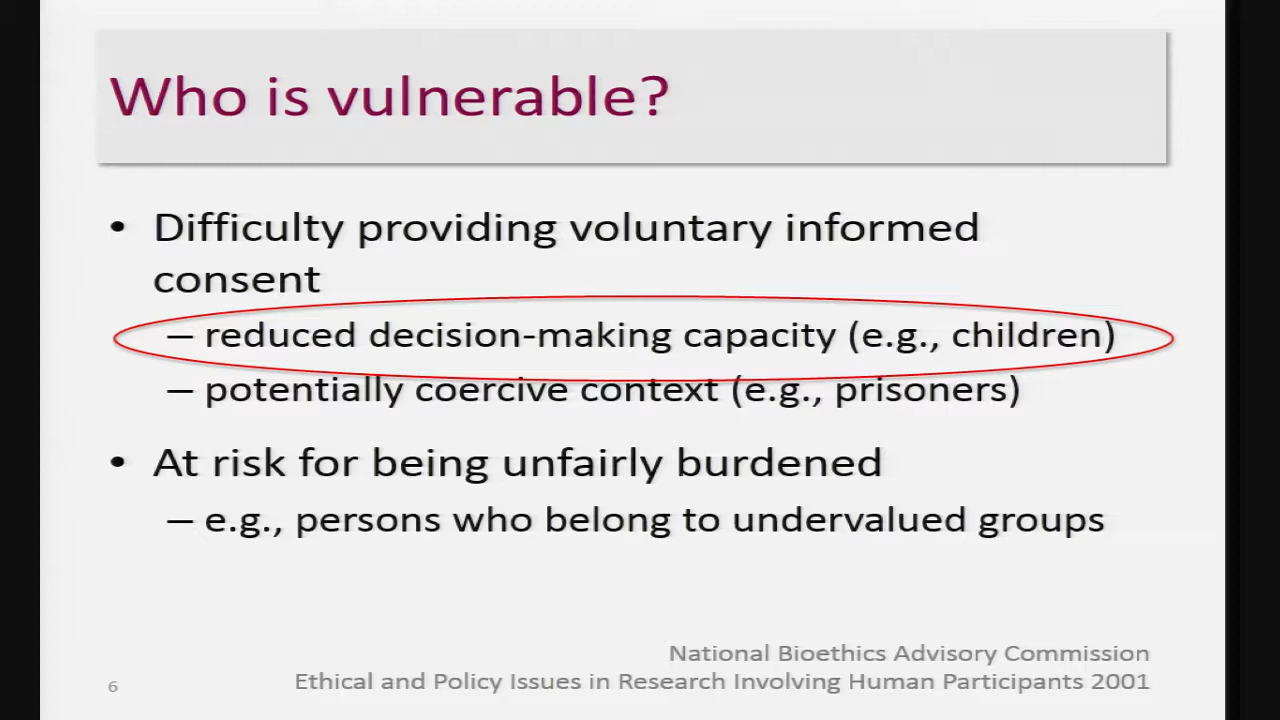 Who is vulnerable?
• Difficulty providing voluntary informed
consent
– reduced decision-making capacity (e.g., children)
– potentially coercive context (e.g., prisoners)
• At risk for being unfairly burdened
– e.g., persons who belong to undervalued groups
National Bioethics Advisory Commission
6 Ethical and Policy Issues in Research Involving Human Participants 2001